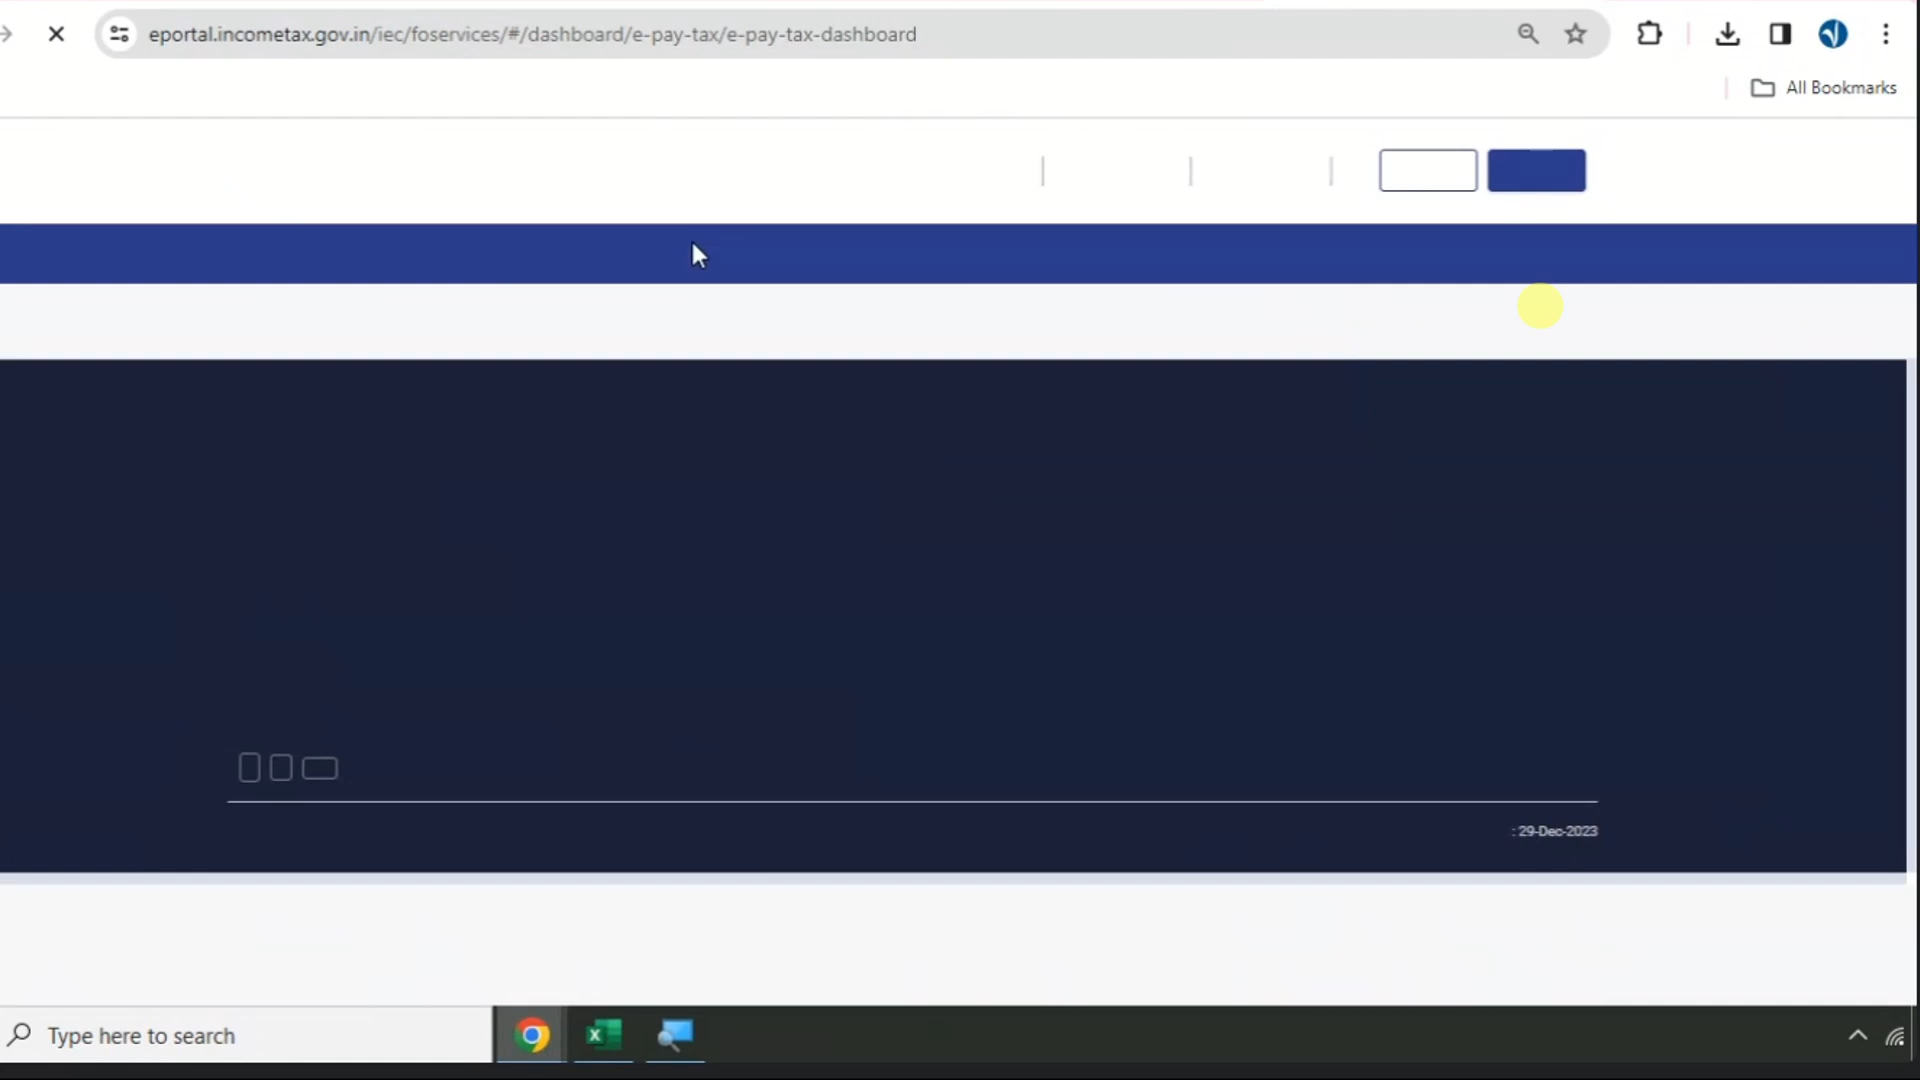 eportal.incometax.gov.in/iec/foservices/#/dashboard/e-pay-tax/e-pay-tax-dashboard
All Bookmarks
: 29-Dec-2023
Type here to search